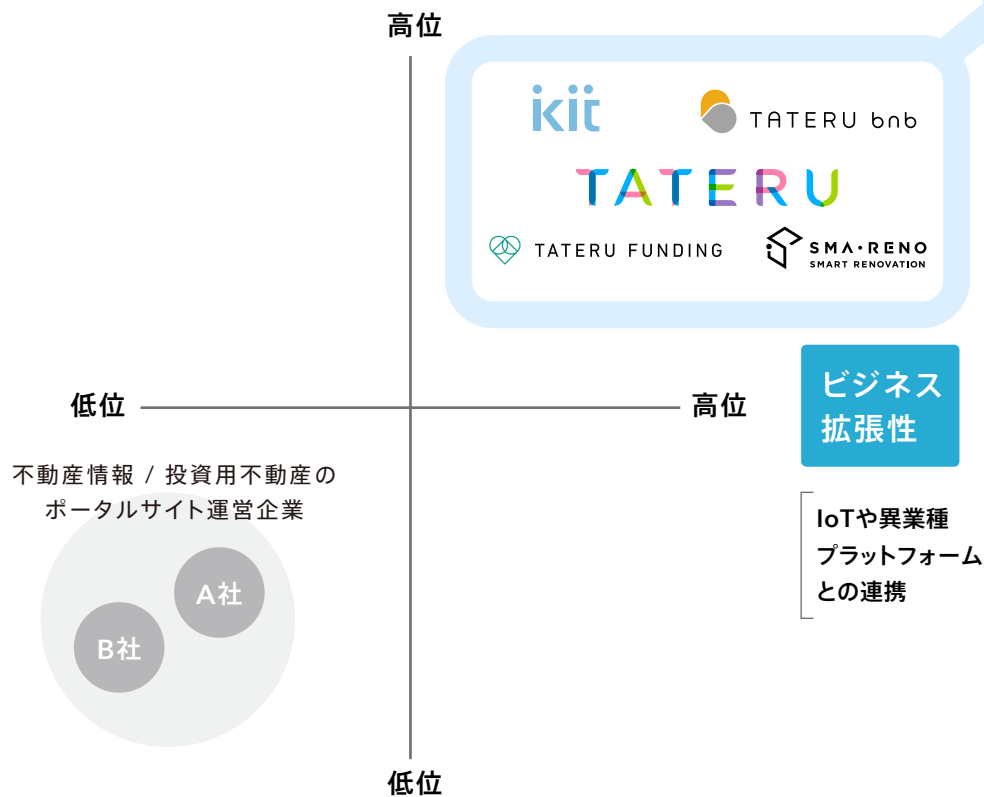 高位
kit
TATERU bnb
TATERU
TATERU FUNDING
SMA・RENO
SMART RENOVATION
低位
高位
ビジネス
拡張性
不動産情報 / 投資用不動産の
ポータルサイト運営企業
IoTや異業種
プラットフォーム
との連携
A社
B社
低位